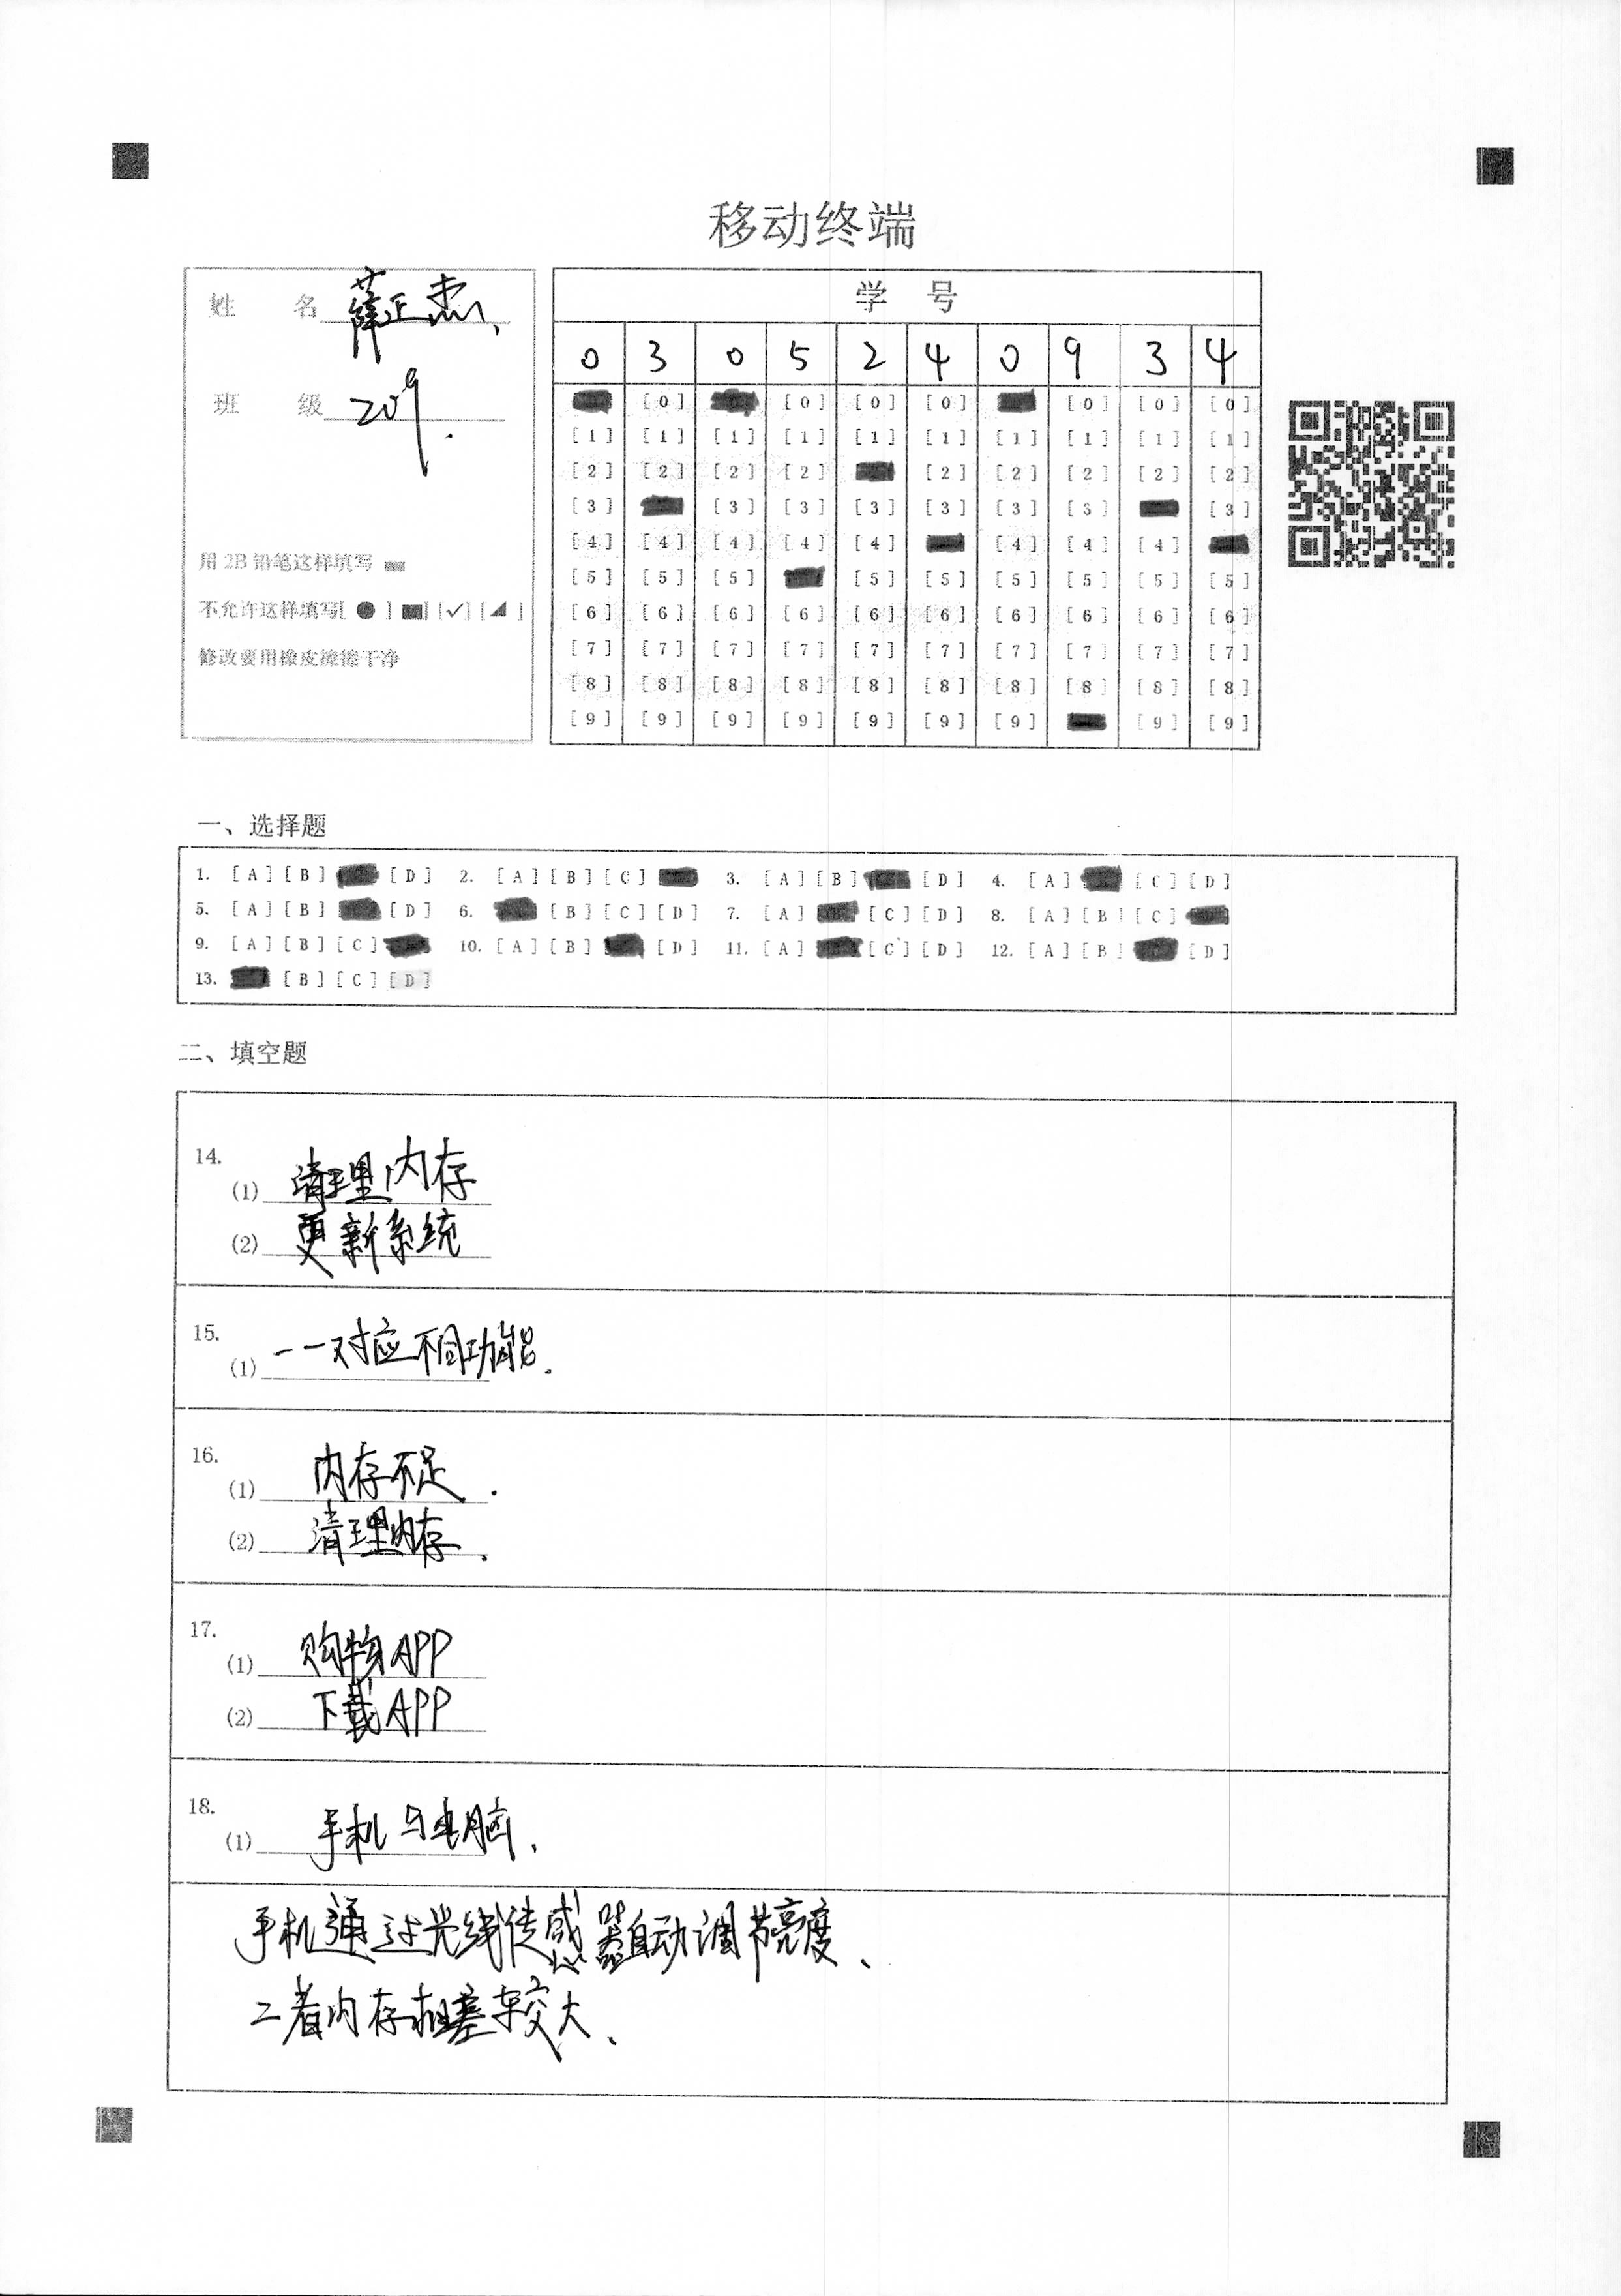 移动终端
姓 名 薛正杰
班 级 209.
用 2B 铅笔这样填写
不允许这样填写[ ● ] [■] [✓] [◢ ]
修改要用橡皮擦擦干净
学 号
0 3 0 5 2 4 0 9 3 4
[0] [0] [0] [0] [0] [0] [0]
[1] [1] [1] [1] [1] [1] [1] [1] [1] [1]
[2] [2] [2] [2] [2] [2] [2] [2] [2]
[3] [3] [3] [3] [3] [3] [3] [3]
[4] [4] [4] [4] [4] [4] [4] [4]
[5] [5] [5] [5] [5] [5] [5] [5] [5]
[6] [6] [6] [6] [6] [6] [6] [6] [6] [6]
[7] [7] [7] [7] [7] [7] [7] [7] [7] [7]
[8] [8] [8] [8] [8] [8] [8] [8] [8] [8]
[9] [9] [9] [9] [9] [9] [9] [9] [9]
一、选择题
1. [A] [B] [D] 2. [A] [B] [C] 3. [A] [B] [D] 4. [A] [C] [D]
5. [A] [B] [D] 6. [B] [C] [D] 7. [A] [C] [D] 8. [A] [B] [C]
9. [A] [B] [C] 10. [A] [B] [D] 11. [A] [C] [D] 12. [A] [B] [D]
13. [B] [C] [D]
二、填空题
14.
(1) 清理内存
(2) 更新系统
15.
(1) 一一对应不同功能.
16.
(1) 内存不足.
(2) 清理内存.
17.
(1) 购物APP
(2) 下载APP
18.
(1) 手机与电脑.
手机通过光线传感器自动调节亮度、
二者内存相差较大、